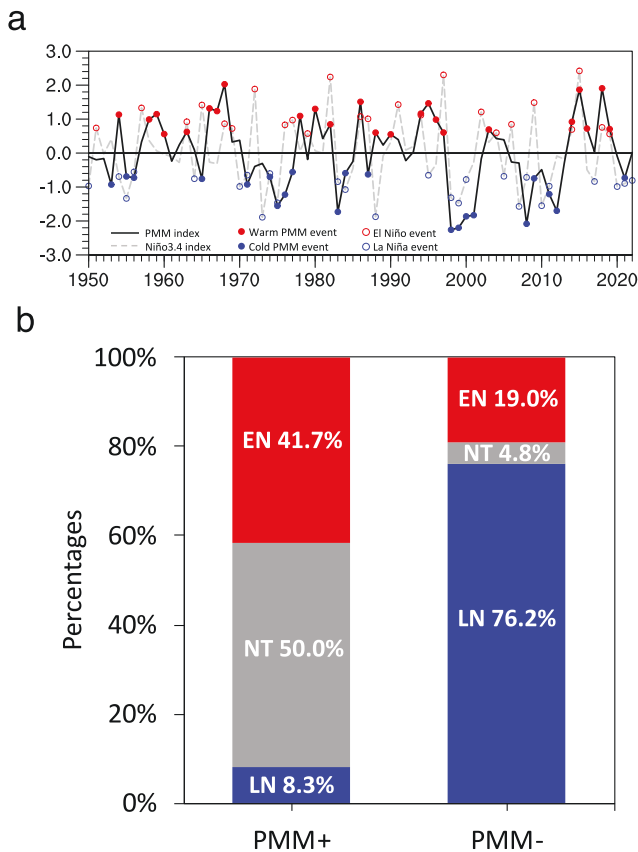 a
3.0
2.0
1.0
0.0
-1.0
-2.0
-3.0
PMM index
Warm PMM event
El Niño event
Niño3.4 index
Cold PMM event
La Niña event
1950 1960 1970 1980 1990 2000 2010 2020
b
100%
80%
60%
40%
20%
0%
Percentages
EN 41.7%
NT 50.0%
LN 8.3%
EN 19.0%
NT 4.8%
LN 76.2%
PMM+ PMM-